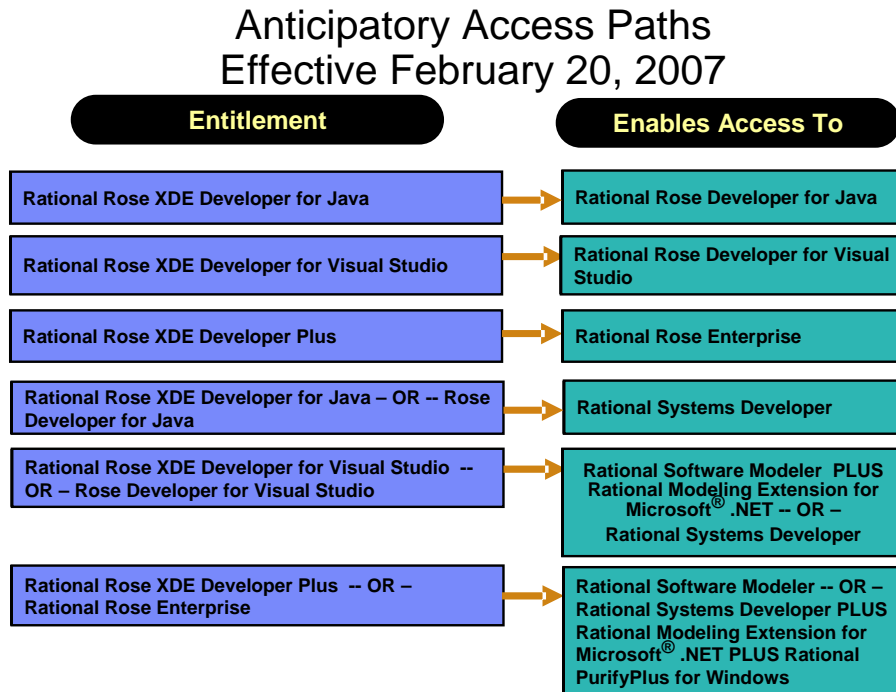 Anticipatory Access Paths
Effective February 20, 2007
Entitlement
Enables Access To
Rational Rose XDE Developer for Java
Rational Rose Developer for Java
Rational Rose XDE Developer for Visual Studio
Rational Rose Developer for Visual
Studio
Rational Rose XDE Developer Plus
Rational Rose Enterprise
Rational Rose XDE Developer for Java – OR -- Rose
Developer for Java
Rational Systems Developer
Rational Rose XDE Developer for Visual Studio --
OR – Rose Developer for Visual Studio
Rational Software Modeler PLUS
Rational Modeling Extension for
Microsoft® .NET -- OR –
Rational Systems Developer
Rational Rose XDE Developer Plus -- OR –
Rational Rose Enterprise
Rational Software Modeler -- OR –
Rational Systems Developer PLUS
Rational Modeling Extension for
Microsoft® .NET PLUS Rational
PurifyPlus for Windows